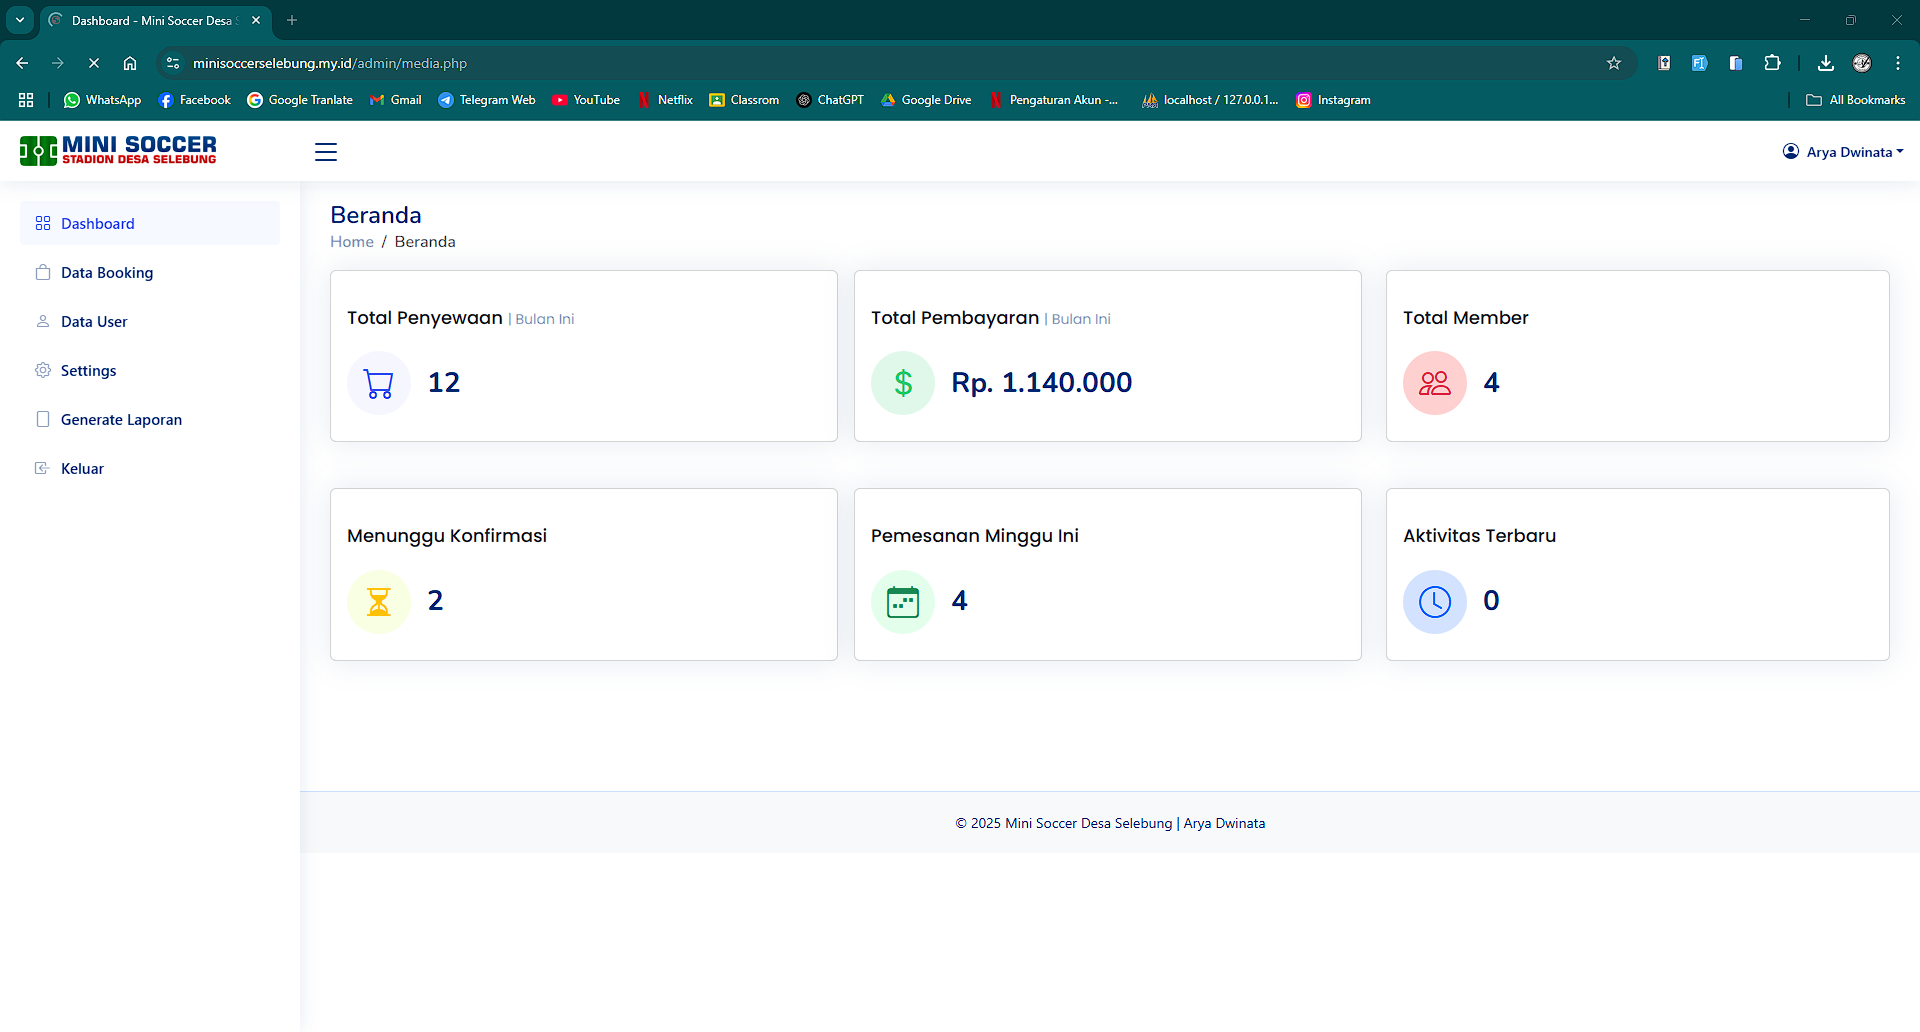 Dashboard - Mini Soccer Desa S
minisoccerselebung.my.id/admin/media.php
WhatsApp Facebook Google Tranlate Gmail Telegram Web YouTube Netflix Classrom ChatGPT Google Drive Pengaturan Akun -... localhost / 127.0.0.1... Instagram All Bookmarks
MINI SOCCER
STADION DESA SELEBUNG
Arya Dwinata
Dashboard
Data Booking
Data User
Settings
Generate Laporan
Keluar
Beranda
Home / Beranda
Total Penyewaan | Bulan Ini
12
Total Pembayaran | Bulan Ini
$ Rp. 1.140.000
Total Member
4
Menunggu Konfirmasi
2
Pemesanan Minggu Ini
4
Aktivitas Terbaru
0
© 2025 Mini Soccer Desa Selebung | Arya Dwinata